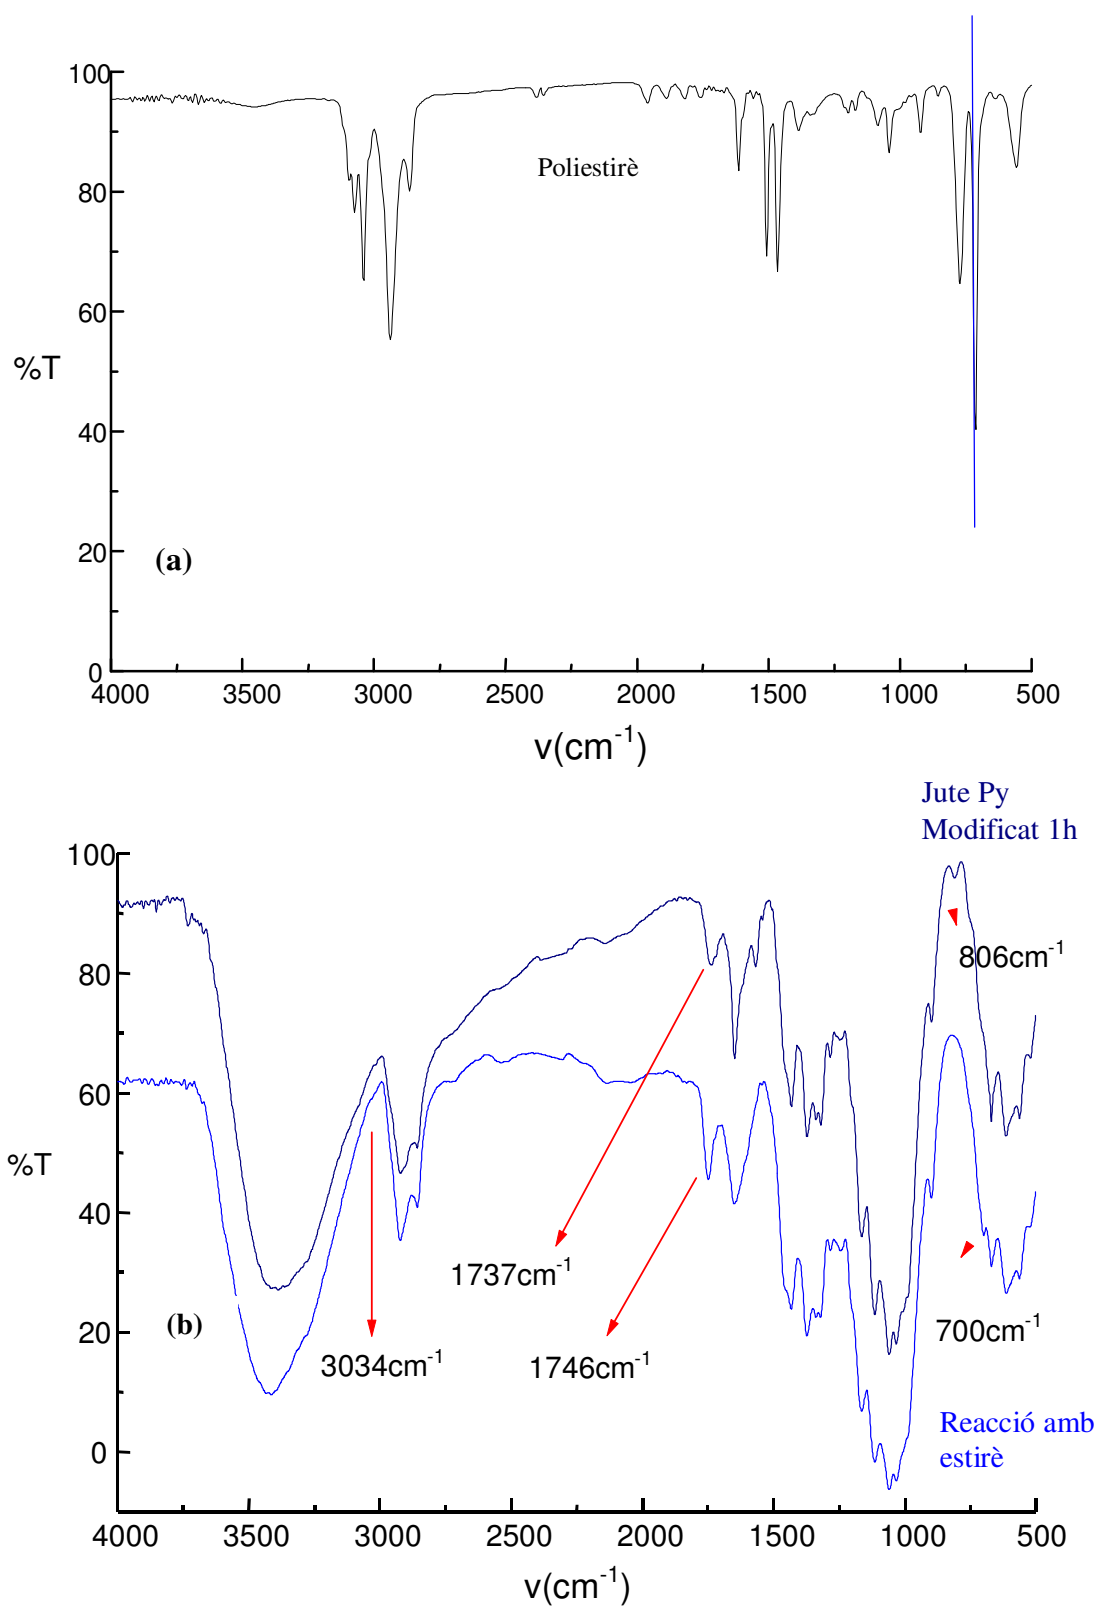 100
80
60
40
20
0
%T
Poliestirè
(a)
4000 3500 3000 2500 2000 1500 1000 500
ν(cm-1)
Jute Py
Modificat 1h
100
80
60
40
20
0
%T
806cm-1
1737cm-1
(b)
3034cm-1
1746cm-1
700cm-1
Reacció amb
estirè
4000 3500 3000 2500 2000 1500 1000 500
ν(cm-1)